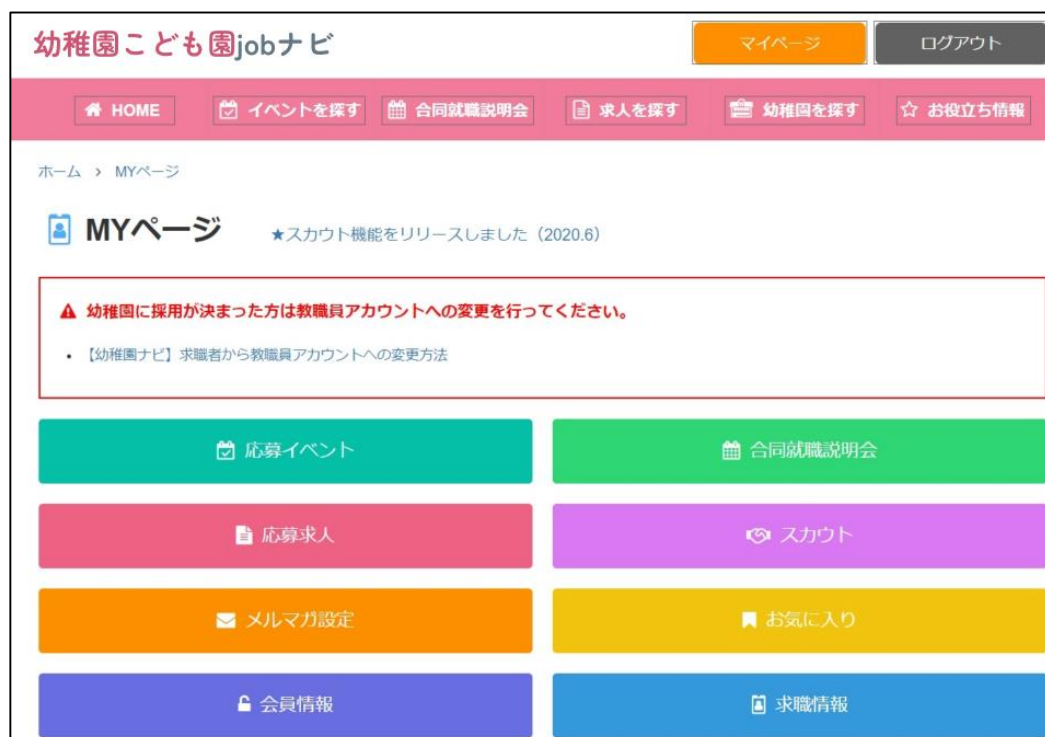 幼稚園こども園jobナビ
マイページ
ログアウト
HOME
イベントを探す
合同就職説明会
求人を探す
幼稚園を探す
お役立ち情報
ホーム > MYページ
MYページ
★スカウト機能をリリースしました（2020.6）
幼稚園に採用が決まった方は教職員アカウントへの変更を行ってください。
・【幼稚園ナビ】求職者から教職員アカウントへの変更方法
応募イベント
合同就職説明会
応募求人
スカウト
メルマガ設定
お気に入り
会員情報
求職情報